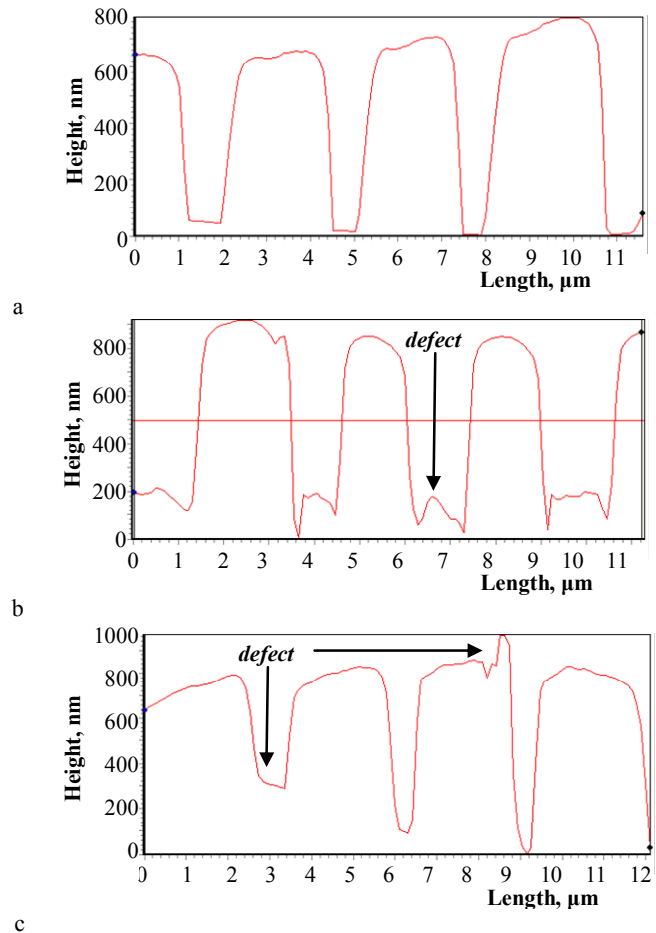 800
600
400
200
0
Height, nm
0 1 2 3 4 5 6 7 8 9 10 11
Length, µm
a
800
600
400
200
0
Height, nm
defect
0 1 2 3 4 5 6 7 8 9 10 11
Length, µm
b
1000
800
600
400
200
0
Height, nm
defect
0 1 2 3 4 5 6 7 8 9 10 11 12
Length, µm
c